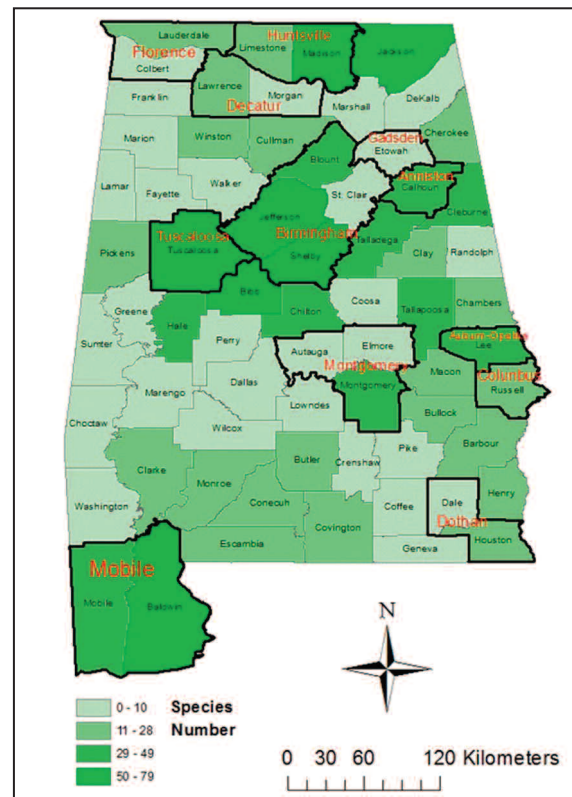 Lauderdale
Huntsville
Limestone
Madison
Jackson
Florence
Colbert
Lawrence
Morgan
Decatur
Franklin
Marshall
DeKalb
Marion
Winston
Cullman
Gadsden
Cherokee
Etowah
Blount
Anniston
Calhoun
Lamar
Fayette
Walker
St. Clair
Cleburne
Jefferson
Tuscaloosa
Tuscaloosa
Birmingham
Talladega
Pickens
Shelby
Clay
Randolph
Bibb
Greene
Hale
Chilton
Coosa
Tallapoosa
Chambers
Sumter
Perry
Autauga
Elmore
Auburn-Opelika
Lee
Montgomery
Macon
Columbus
Marengo
Dallas
Montgomery
Russell
Choctaw
Lowndes
Bullock
Wilcox
Barbour
Clarke
Butler
Crenshaw
Pike
Monroe
Washington
Conecuh
Coffee
Dale
Henry
Covington
Dothan
Escambia
Geneva
Houston
Mobile
Mobile
Baldwin
N
0 - 10 Species
11 - 28 Number
29 - 49
50 - 79
0 30 60 120 Kilometers